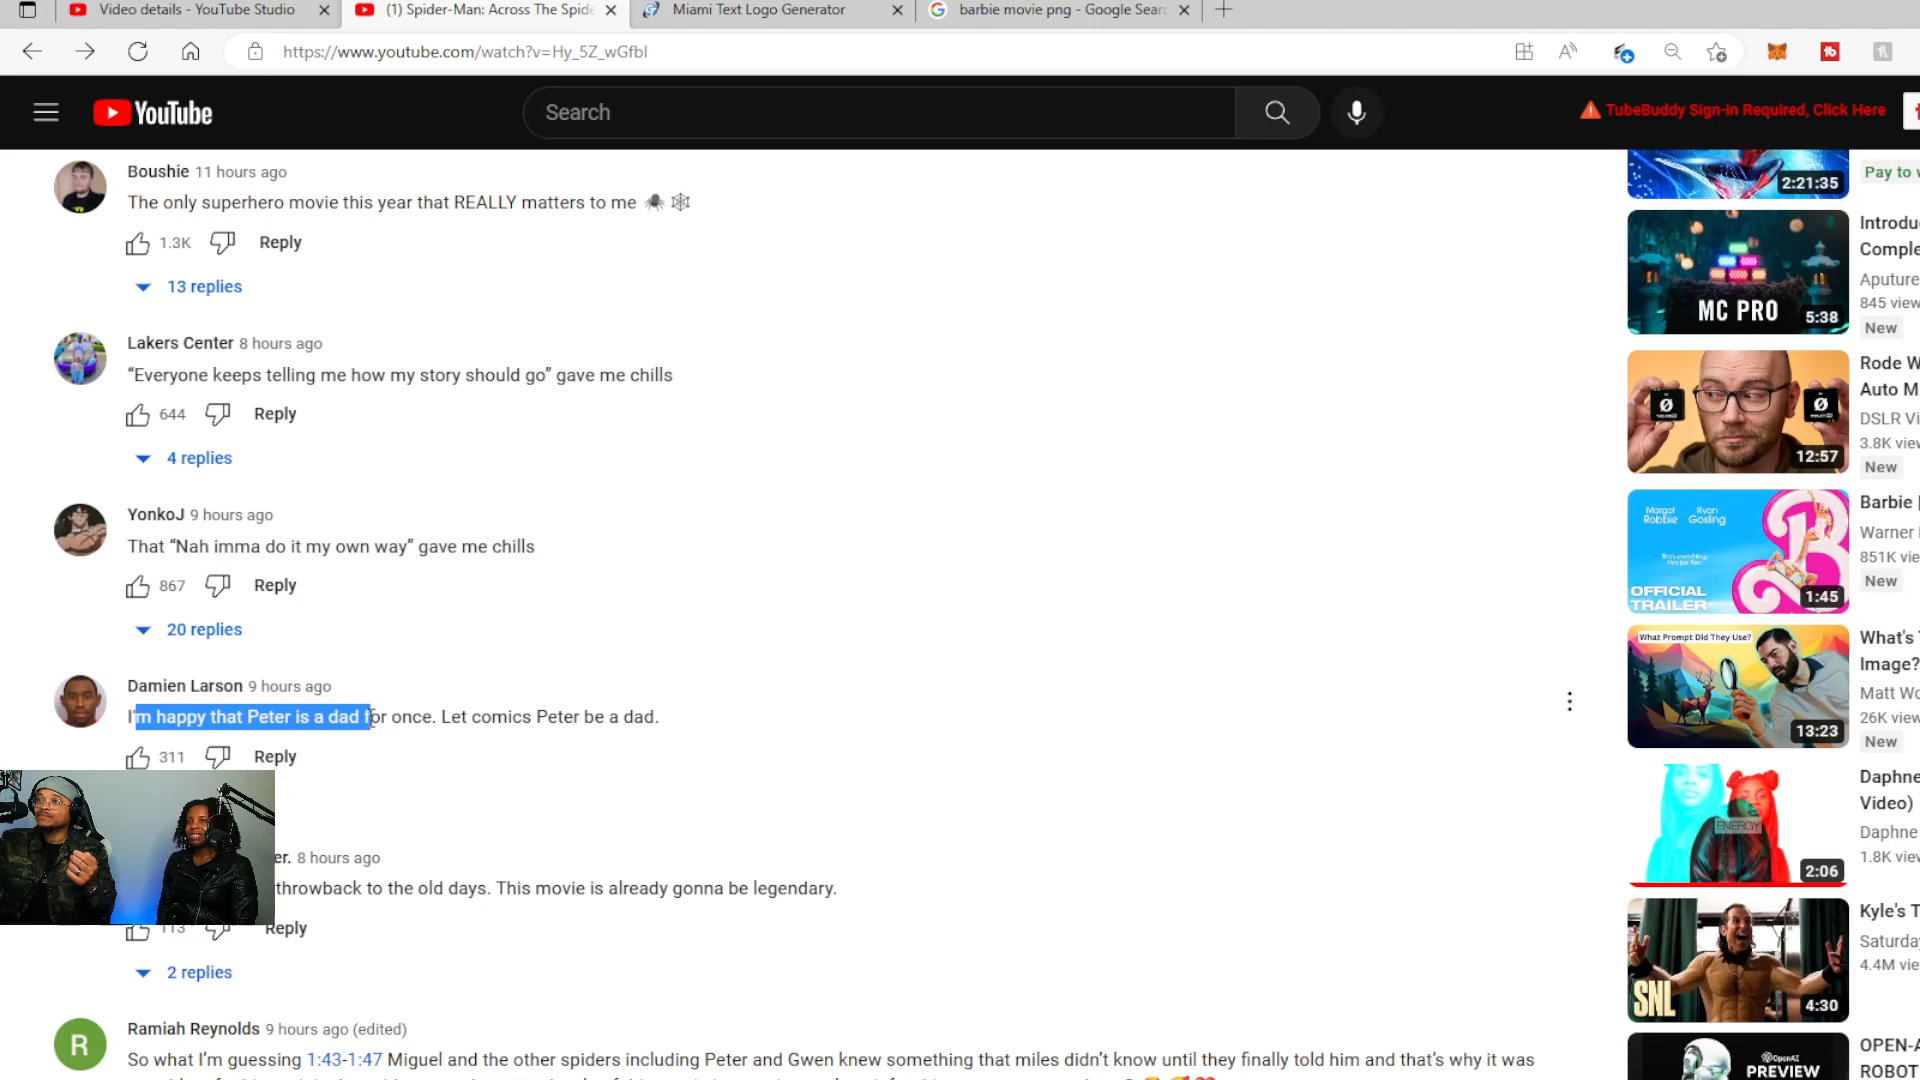 Video details - YouTube Studio
(1) Spider-Man: Across The Spide
Miami Text Logo Generator
barbie movie png - Google Searc
https://www.youtube.com/watch?v=Hy_5Z_wGfbI
YouTube
Search
TubeBuddy Sign-in Required, Click Here
Boushie 11 hours ago
The only superhero movie this year that REALLY matters to me 🕷️ 🕸️
1.3K
Reply
13 replies
Lakers Center 8 hours ago
“Everyone keeps telling me how my story should go” gave me chills
644
Reply
4 replies
YonkoJ 9 hours ago
That “Nah imma do it my own way” gave me chills
867
Reply
20 replies
Damien Larson 9 hours ago
I'm happy that Peter is a dad for once. Let comics Peter be a dad.
311
Reply
er. 8 hours ago
throwback to the old days. This movie is already gonna be legendary.
113
Reply
2 replies
R
Ramiah Reynolds 9 hours ago (edited)
So what I’m guessing 1:43-1:47 Miguel and the other spiders including Peter and Gwen knew something that miles didn’t know until they finally told him and that’s why it was
2:21:35
Pay to w
MC PRO
5:38
Introdu
Comple
Aputure
845 view
New
12:57
Rode W
Auto M
DSLR Vi
3.8K view
New
Margot
Robbie
Ryan
Gosling
She's everything.
He's just Ken.
OFFICIAL
TRAILER
1:45
Barbie |
Warner
851K vie
New
What Prompt Did They Use?
13:23
What's
Image?
Matt Wo
26K view
New
ENERGY
2:06
Daphne
Video)
Daphne
1.8K view
SNL
4:30
Kyle's T
Saturda
4.4M vie
OpenAI
PREVIEW
OPEN-A
ROBOT